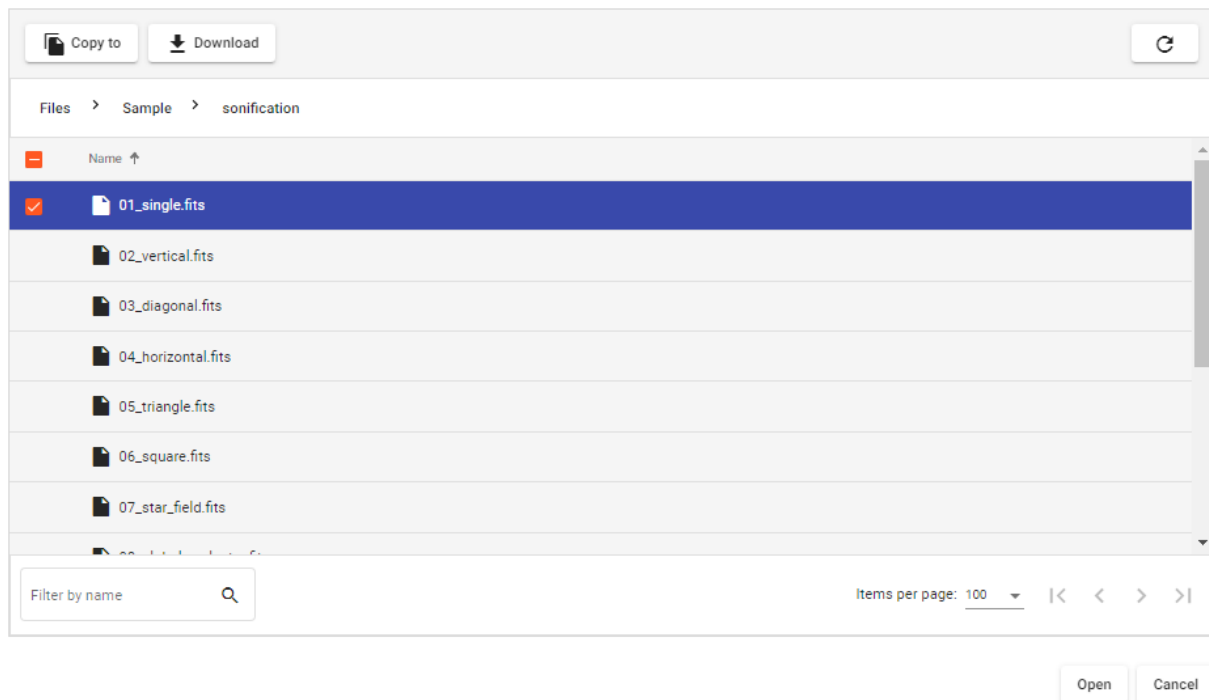 Copy to Download
Files > Sample > sonification
Name
01_single.fits
02_vertical.fits
03_diagonal.fits
04_horizontal.fits
05_triangle.fits
06_square.fits
07_star_field.fits
Filter by name Items per page: 100
Open Cancel